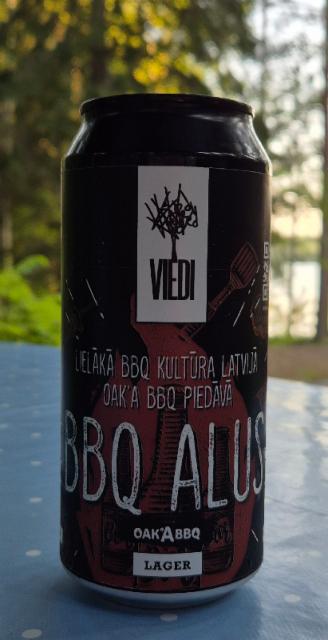 VIEDI
LIELĀKĀ BBQ KULTŪRA LATVIJĀ
OAK'A BBQ PIEDĀVĀ
BBQ ALUS
OAK'A BBQ
LAGER